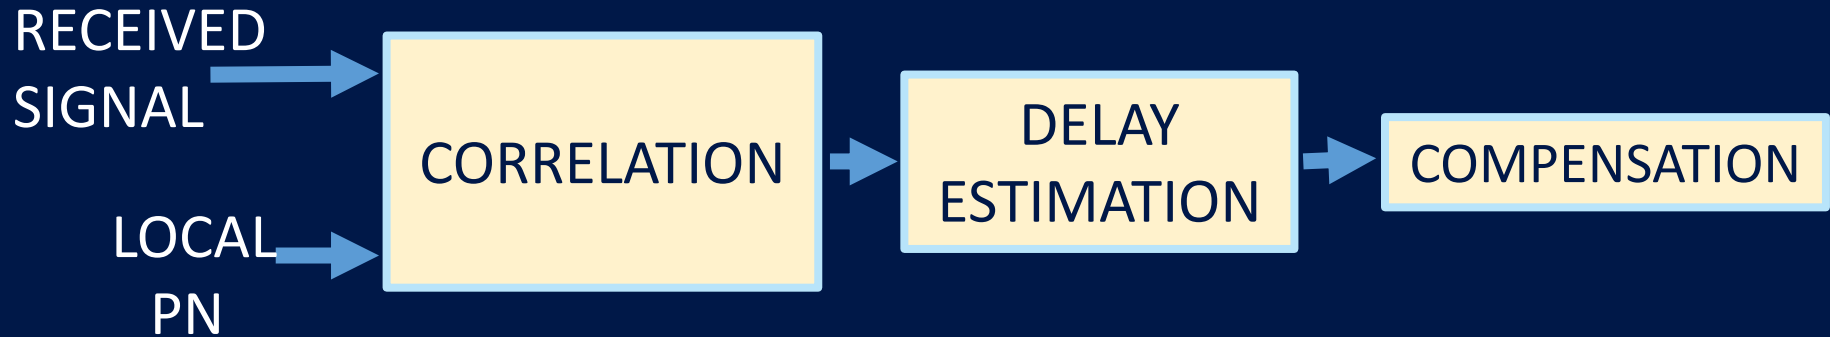 RECEIVED
SIGNAL
LOCAL
PN
CORRELATION
DELAY
ESTIMATION
COMPENSATION